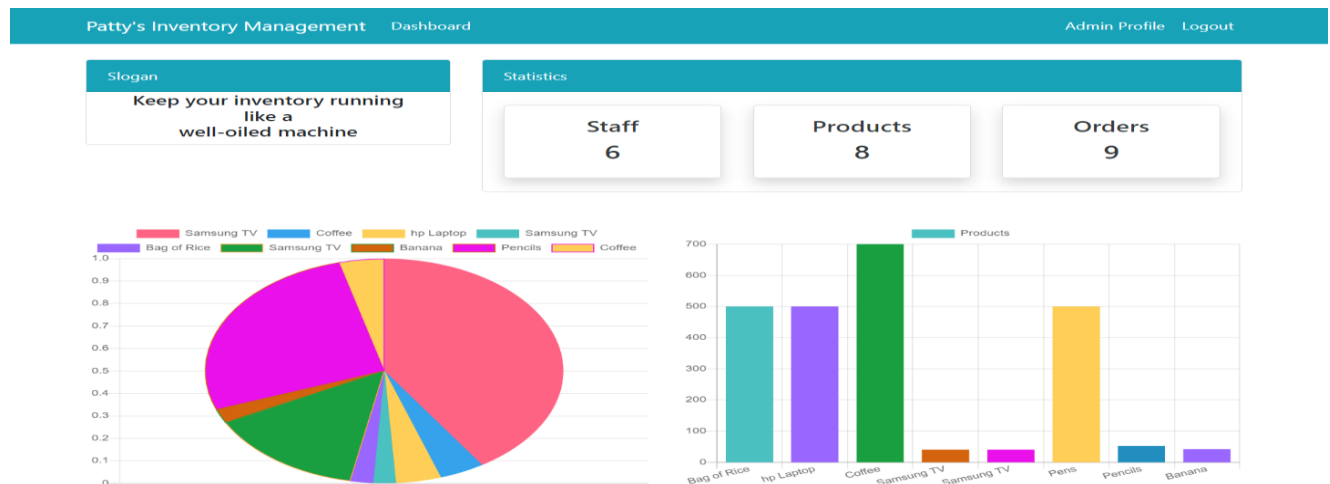 Patty's Inventory Management Dashboard Admin Profile Logout
Slogan
Keep your inventory running
like a
well-oiled machine
Statistics
Staff
6
Products
8
Orders
9
Samsung TV Coffee hp Laptop Samsung TV
Bag of Rice Samsung TV Banana Pencils Coffee
1.0
0.9
0.8
0.7
0.6
0.5
0.4
0.3
0.2
0.1
0
Products
700
600
500
400
300
200
100
0
Bag of Rice hp Laptop Coffee Samsung TV Samsung TV Pens Pencils Banana